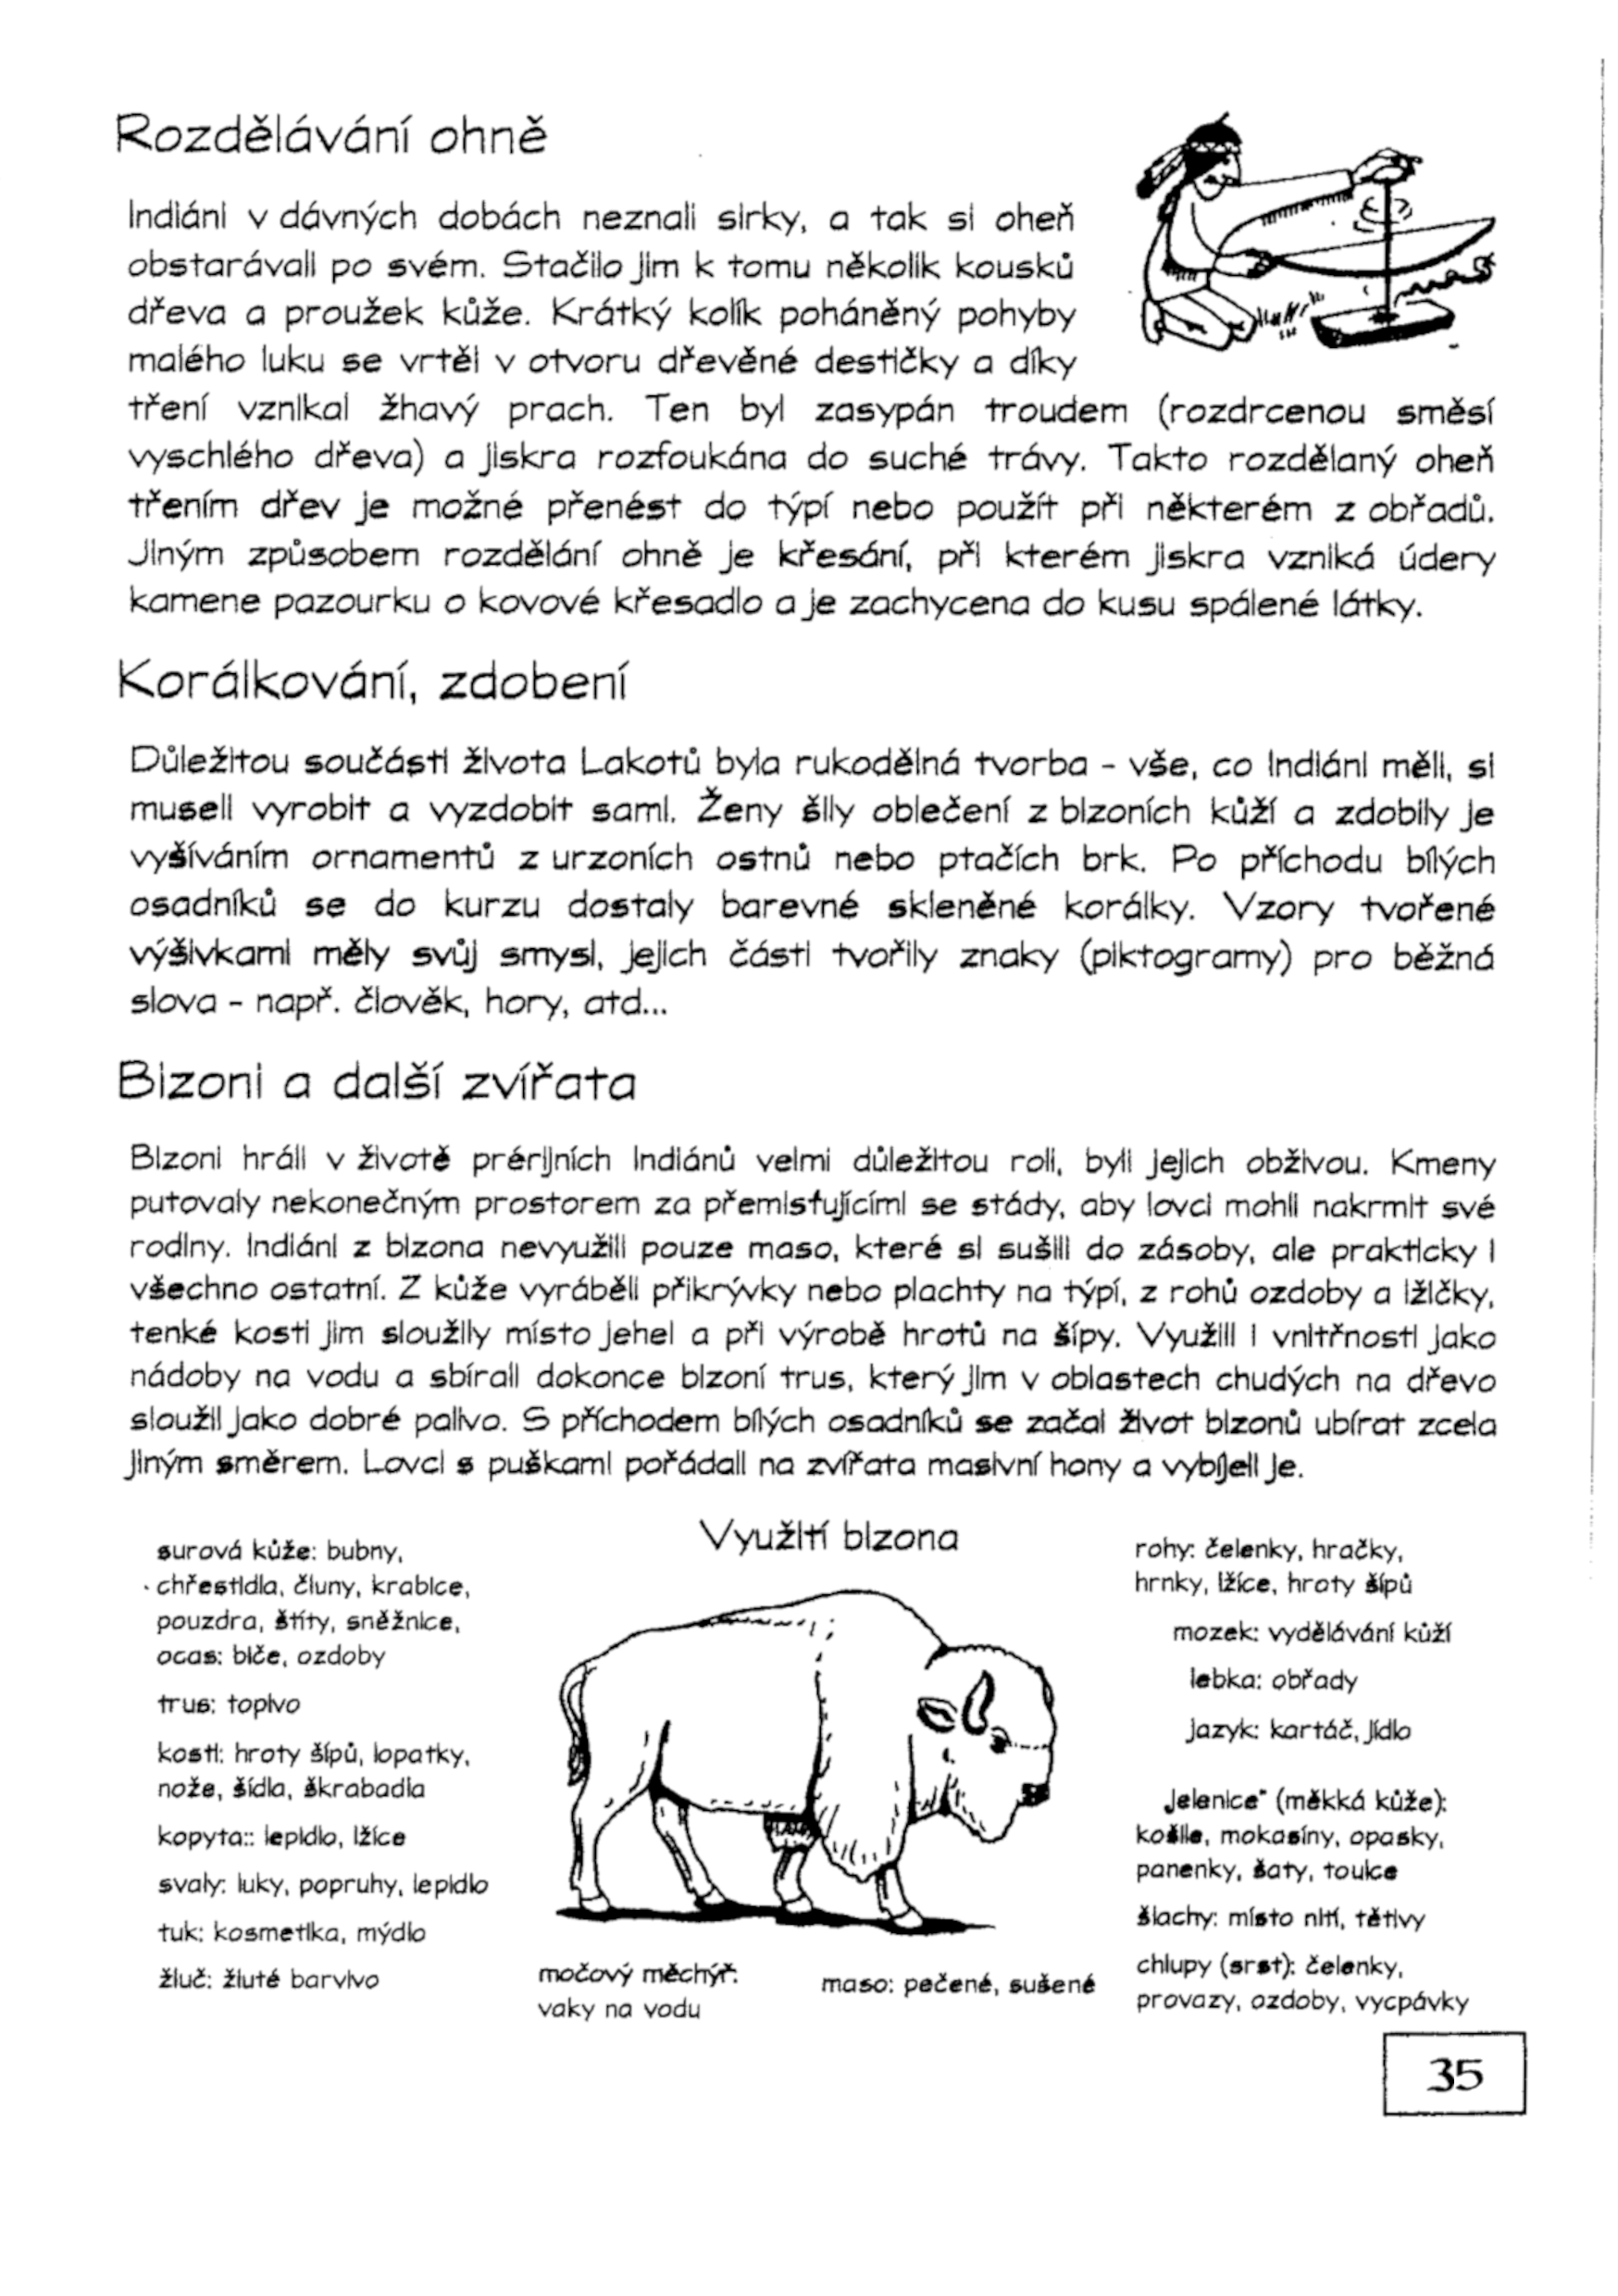 Rozdělávání ohně
Indiáni v dávných dobách neznali sirky, a tak si oheň
obstarávali po svém. Stačilo jim k tomu několik kousků
dřeva a proužek kůže. Krátký kolík poháněný pohyby
malého luku se vrtěl v otvoru dřevěné destičky a díky
tření vznikal žhavý prach. Ten byl zasypán troudem (rozdrcenou směsí
vyschlého dřeva) a jiskra rozfoukána do suché trávy. Takto rozdělaný oheň
třením dřev je možné přenést do týpí nebo použít při některém z obřadů.
Jiným způsobem rozdělání ohně je křesání, při kterém jiskra vzniká údery
kamene pazourku o kovové křesadlo a je zachycena do kusu spálené látky.
Korálkování, zdobení
Důležitou součástí života Lakotů byla rukodělná tvorba - vše, co Indiáni měli, si
museli vyrobit a vyzdobit sami. Ženy šily oblečení z bizoních kůží a zdobily je
vyšíváním ornamentů z urzoních ostnů nebo ptačích brk. Po příchodu bílých
osadníků se do kurzu dostaly barevné skleněné korálky. Vzory tvořené
výšivkami měly svůj smysl, jejich části tvořily znaky (piktogramy) pro běžná
slova - např. člověk, hory, atd...
Bizoni a další zvířata
Bizoni hráli v životě prérijních Indiánů velmi důležitou roli, byli jejich obživou. Kmeny
putovaly nekonečným prostorem za přemisťujícími se stády, aby lovci mohli nakrmit své
rodiny. Indiáni z bizona nevyužili pouze maso, které si sušili do zásoby, ale prakticky i
všechno ostatní. Z kůže vyráběli přikrývky nebo plachty na týpí, z rohů ozdoby a lžičky,
tenké kosti jim sloužily místo jehel a při výrobě hrotů na šípy. Využili i vnitřnosti jako
nádoby na vodu a sbírali dokonce bizoní trus, který jim v oblastech chudých na dřevo
sloužil jako dobré palivo. S příchodem bílých osadníků se začal život bizonů ubírat zcela
jiným směrem. Lovci s puškami pořádali na zvířata masivní hony a vybíjeli je.
Využití bizona
surová kůže: bubny,
chřestidla, čluny, krabice,
pouzdra, štíty, sněžnice,
ocas: biče, ozdoby
trus: topivo
kosti: hroty šípů, lopatky,
nože, šídla, škrabadla
kopyta:: lepidlo, lžíce
svaly: luky, popruhy, lepidlo
tuk: kosmetika, mýdlo
žluč: žluté barvivo
močový měchýř:
vaky na vodu
maso: pečené, sušené
rohy: čelenky, hračky,
hrnky, lžíce, hroty šípů
mozek: vydělávání kůží
lebka: obřady
jazyk: kartáč, jídlo
„Jelenice" (měkká kůže):
košile, mokasíny, opasky,
panenky, šaty, toulce
šlachy: místo nití, tětivy
chlupy (srst): čelenky,
provazy, ozdoby, vycpávky
35